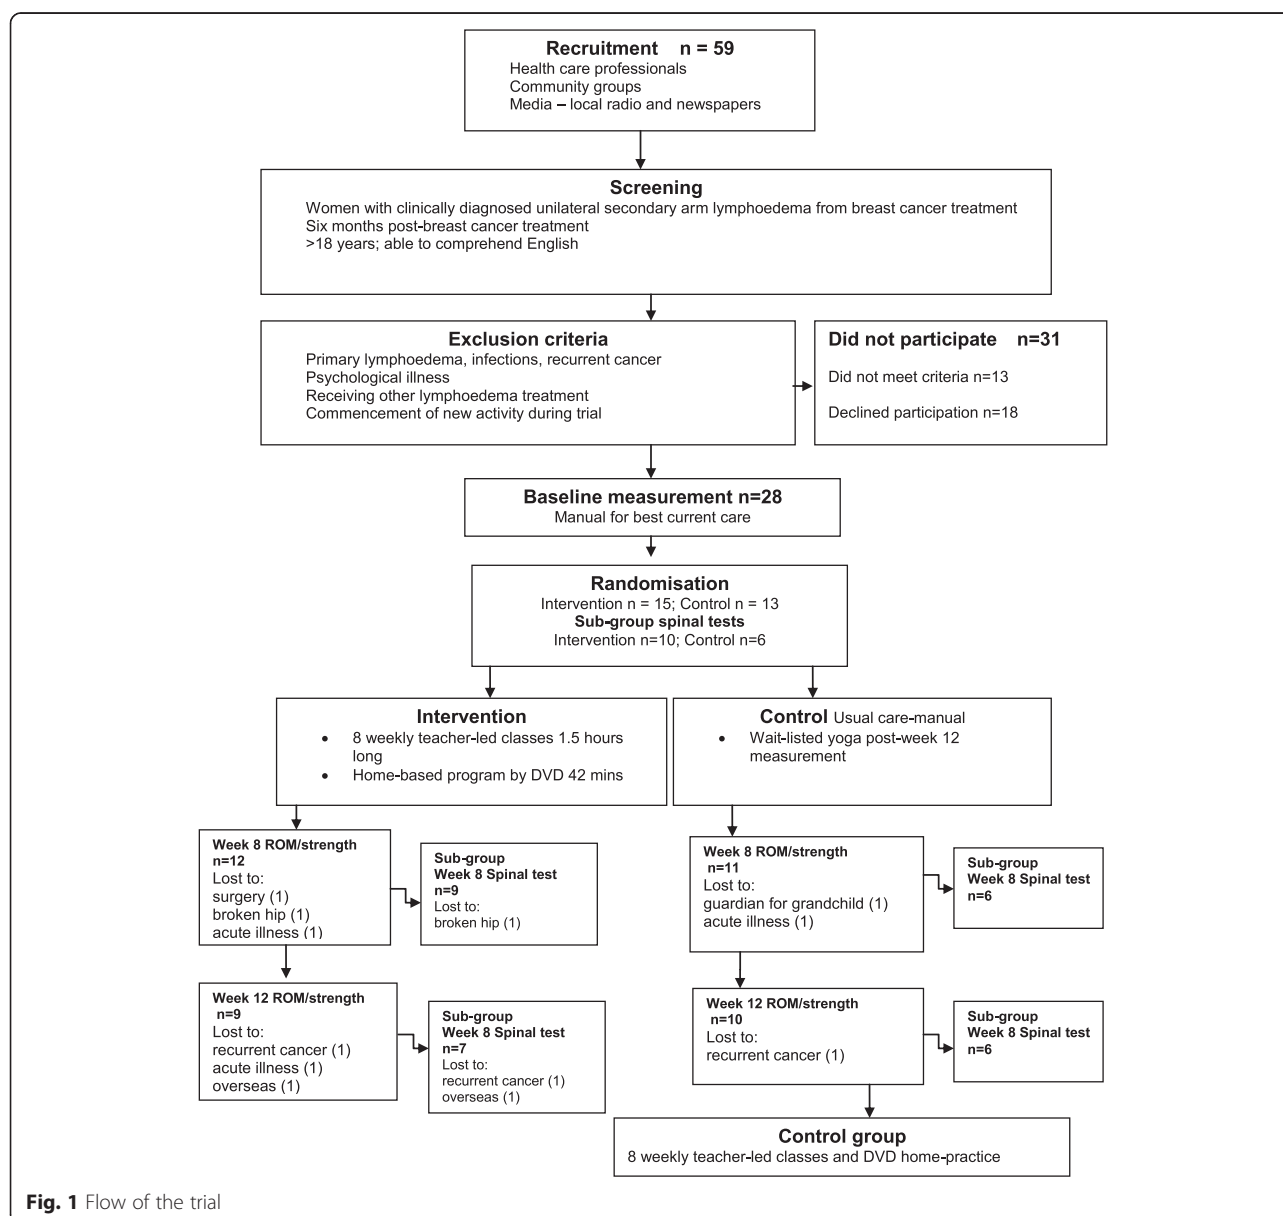 Recruitment n = 59
Health care professionals
Community groups
Media – local radio and newspapers
Screening
Women with clinically diagnosed unilateral secondary arm lymphoedema from breast cancer treatment
Six months post-breast cancer treatment
>18 years; able to comprehend English
Exclusion criteria
Primary lymphoedema, infections, recurrent cancer
Psychological illness
Receiving other lymphoedema treatment
Commencement of new activity during trial
Did not participate n=31
Did not meet criteria n=13
Declined participation n=18
Baseline measurement n=28
Manual for best current care
Randomisation
Intervention n = 15; Control n = 13
Sub-group spinal tests
Intervention n=10; Control n=6
Intervention
• 8 weekly teacher-led classes 1.5 hours
long
• Home-based program by DVD 42 mins
Control Usual care-manual
• Wait-listed yoga post-week 12
measurement
Week 8 ROM/strength
n=12
Lost to:
surgery (1)
broken hip (1)
acute illness (1)
Sub-group
Week 8 Spinal test
n=9
Lost to:
broken hip (1)
Week 8 ROM/strength
n=11
Lost to:
guardian for grandchild (1)
acute illness (1)
Sub-group
Week 8 Spinal test
n=6
Week 12 ROM/strength
n=9
Lost to:
recurrent cancer (1)
acute illness (1)
overseas (1)
Sub-group
Week 8 Spinal test
n=7
Lost to:
recurrent cancer (1)
overseas (1)
Week 12 ROM/strength
n=10
Lost to:
recurrent cancer (1)
Sub-group
Week 8 Spinal test
n=6
Control group
8 weekly teacher-led classes and DVD home-practice
Fig. 1 Flow of the trial